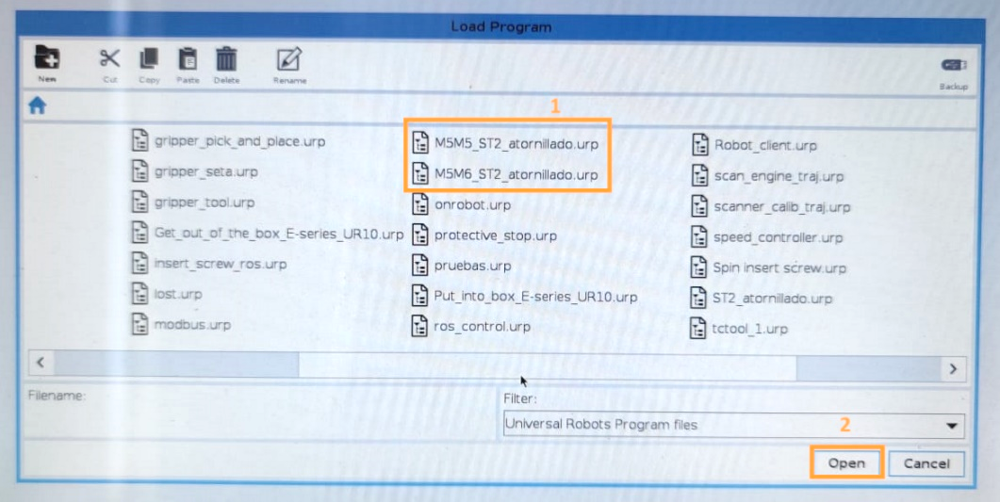 Load Program
New
Cut
Copy
Paste
Delete
Rename
Backup
1
gripper_pick_and_place.urp
gripper_seta.urp
gripper_tool.urp
Get_out_of_the_box_E-series_UR10.urp
insert_screw_ros.urp
lost.urp
modbus.urp
M5M5_ST2_atornillado.urp
M5M6_ST2_atornillado.urp
onrobot.urp
protective_stop.urp
pruebas.urp
Put_into_box_E-series_UR10.urp
ros_control.urp
Robot_client.urp
scan_engine_traj.urp
scanner_calib_traj.urp
speed_controller.urp
Spin insert screw.urp
ST2_atornillado.urp
tctool_1.urp
Filename:
Filter:
Universal Robots Program files
2
Open
Cancel